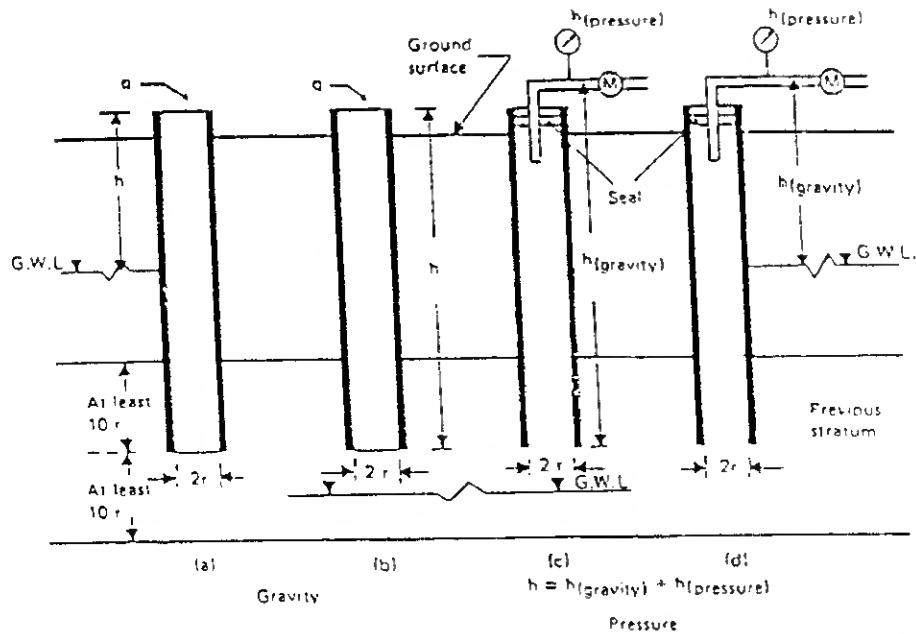 h(pressure)
h(pressure)
Ground
surface
q
q
M
M
h
Seal
h(gravity)
G.W.L
h
h(gravity)
G.W.L.
At least
10 r
Previous
stratum
2r
2r
2r
2r
At least
10 r
G.W.L
(a)
(b)
(c)
(d)
Gravity
h = h(gravity) + h(pressure)
Pressure